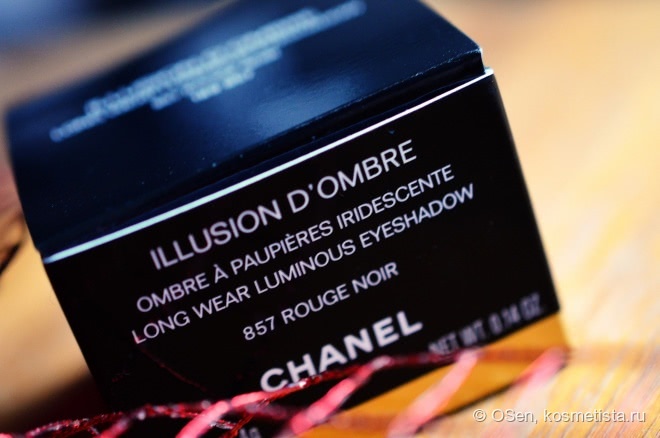 ILLUSION D'OMBRE
OMBRE À PAUPIÈRES IRIDESCENTE
LONG WEAR LUMINOUS EYESHADOW
857 ROUGE NOIR
CHANEL
NET WT. 0.14 OZ.
4g
© OSen, kosmetista.ru